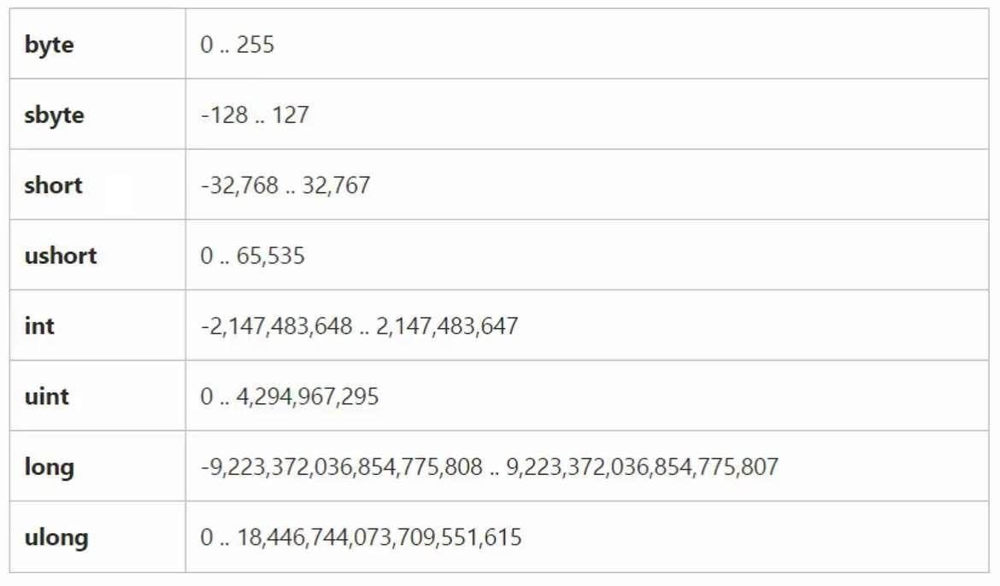 byte 0 .. 255
sbyte -128 .. 127
short -32,768 .. 32,767
ushort 0 .. 65,535
int -2,147,483,648 .. 2,147,483,647
uint 0 .. 4,294,967,295
long -9,223,372,036,854,775,808 .. 9,223,372,036,854,775,807
ulong 0 .. 18,446,744,073,709,551,615